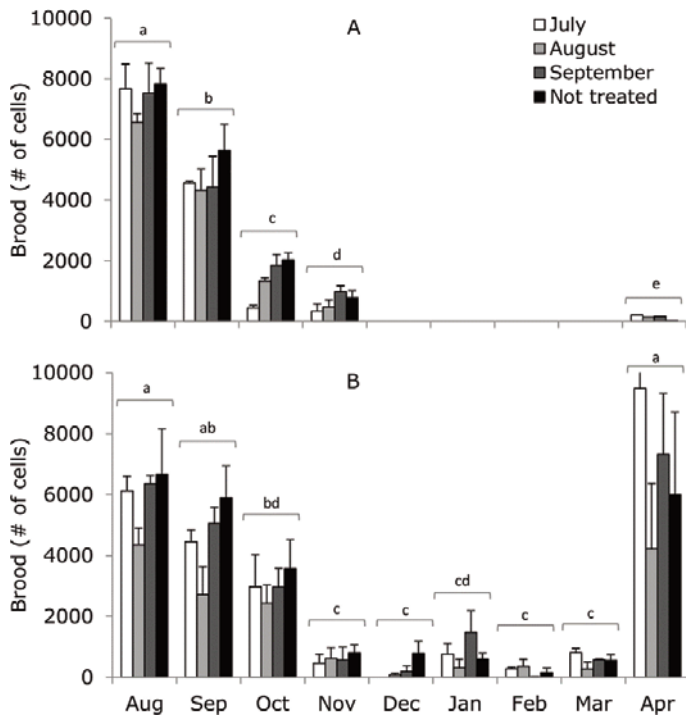 A
July
August
September
Not treated
Brood (# of cells)
10000
8000
6000
4000
2000
0
a
b
c
d
e
B
Brood (# of cells)
10000
8000
6000
4000
2000
0
a
ab
bd
c
c
cd
c
c
a
Aug Sep Oct Nov Dec Jan Feb Mar Apr